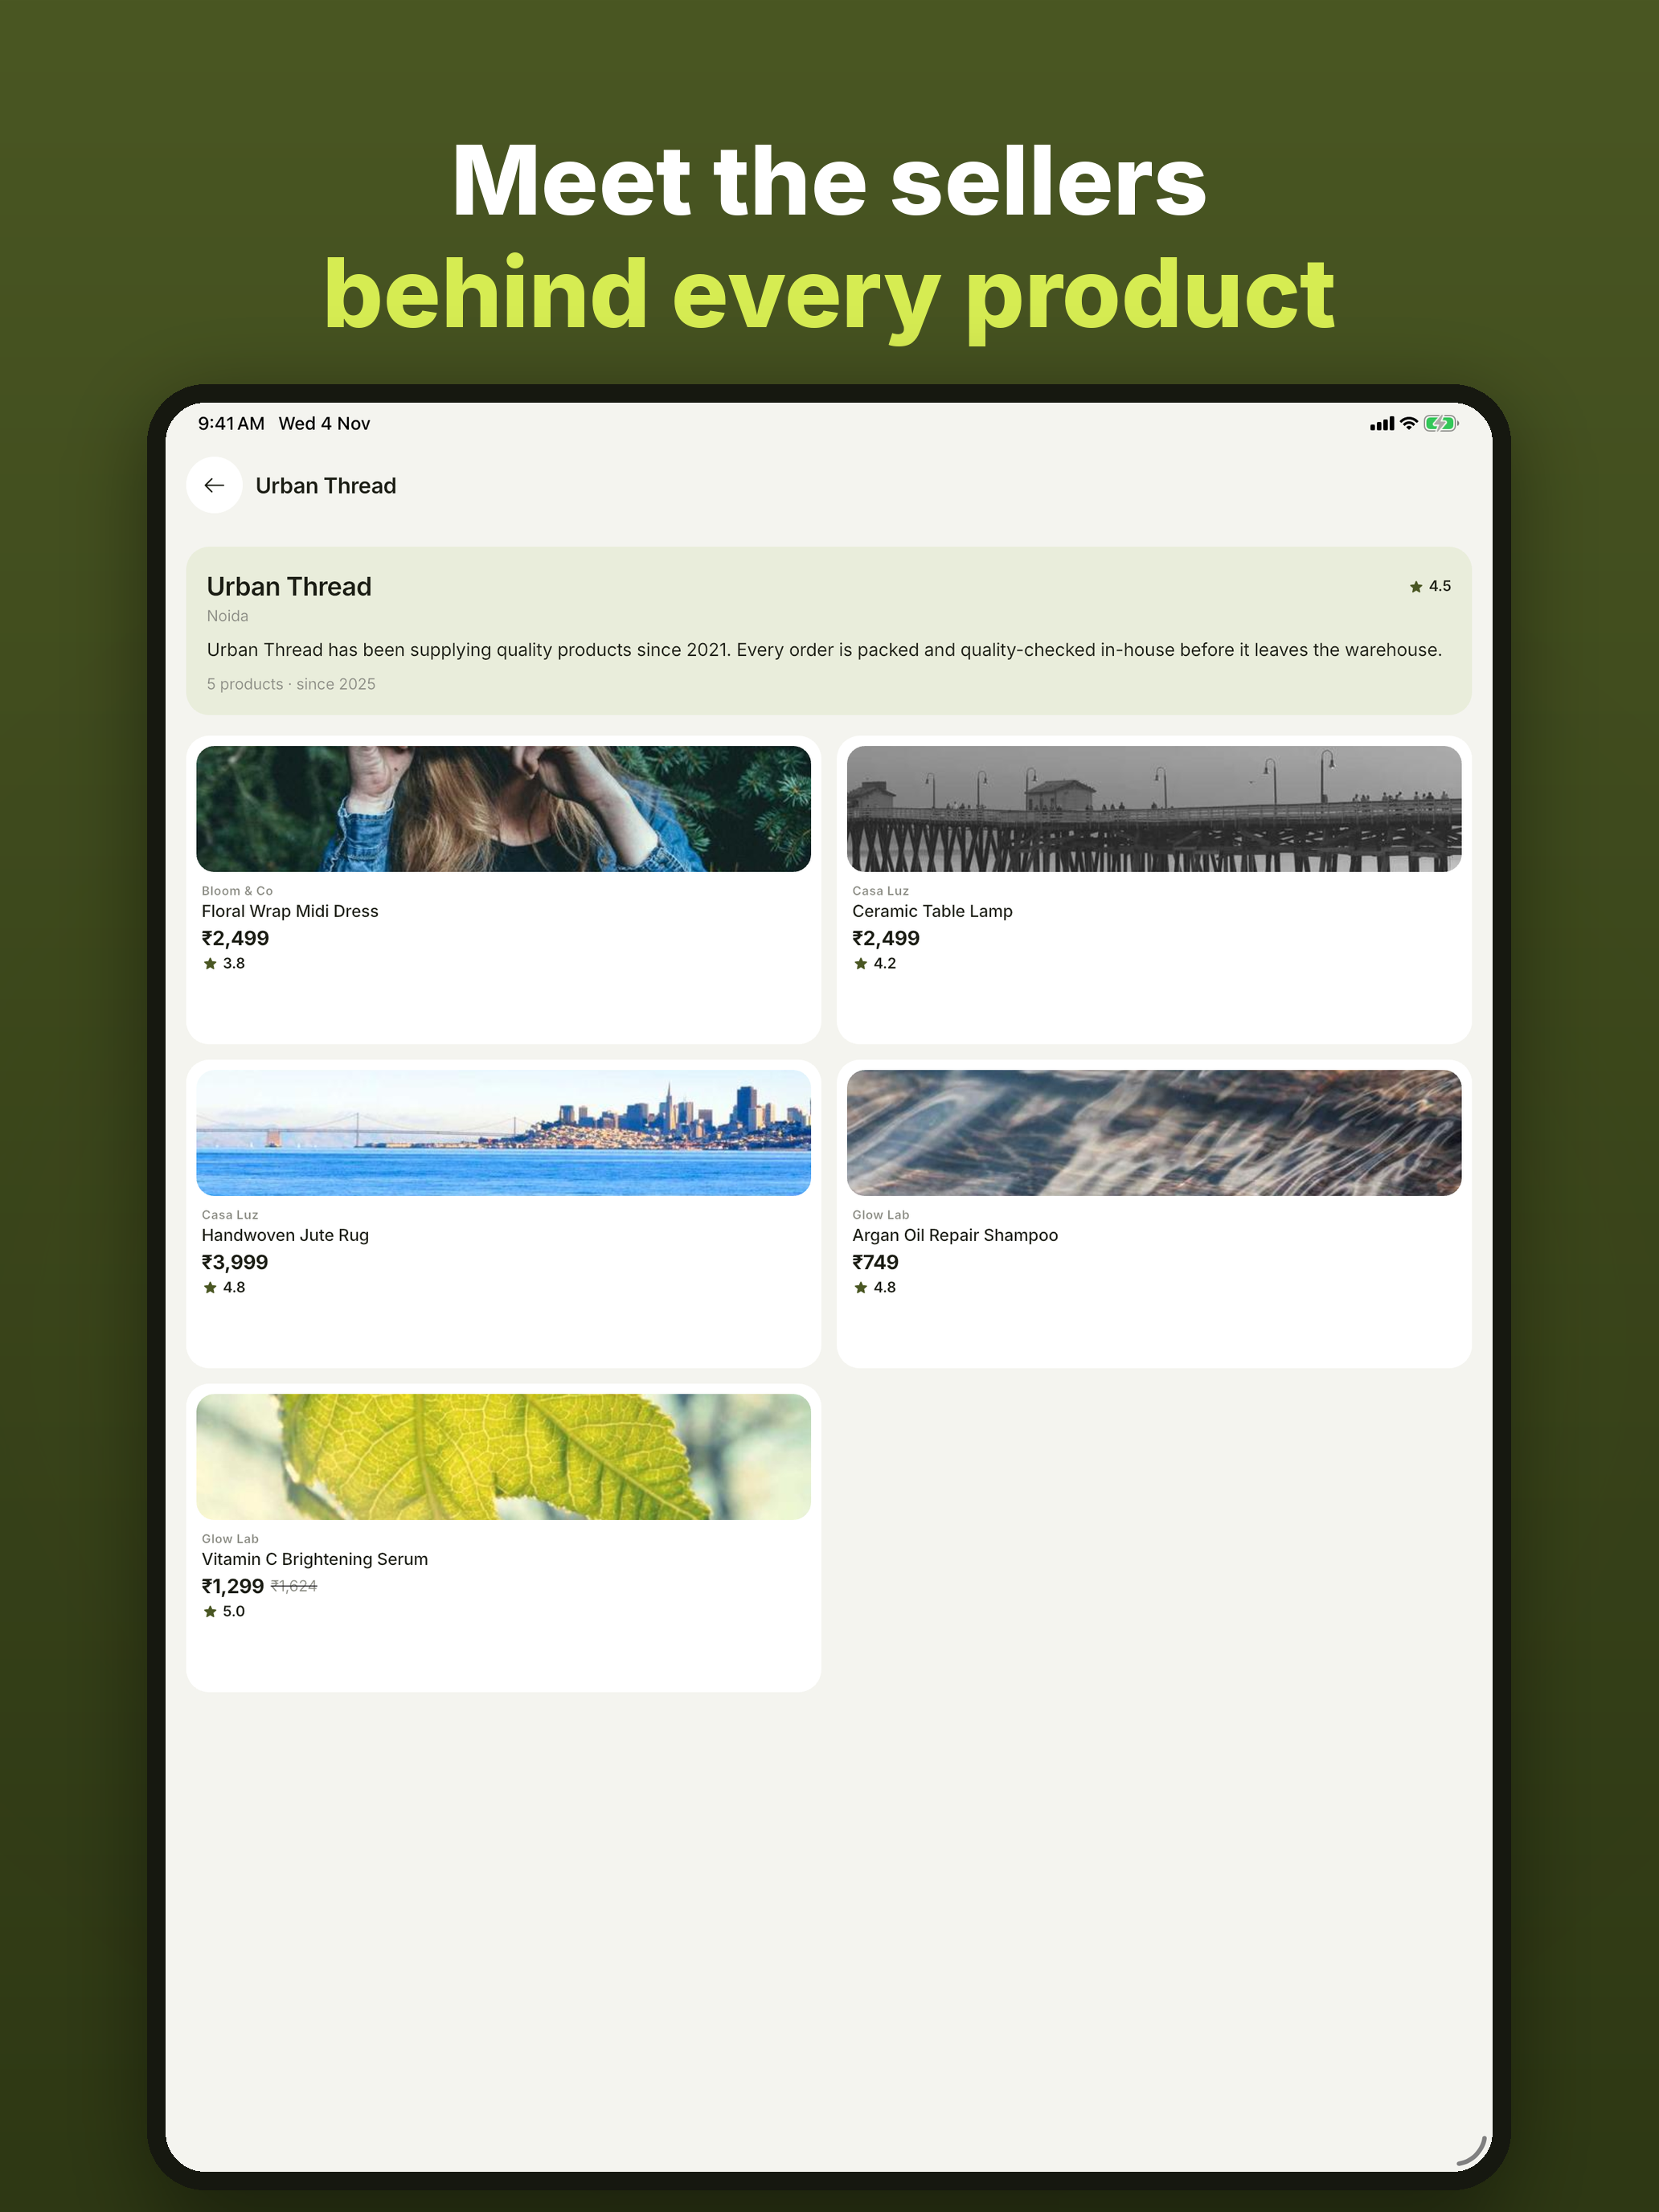 Meet the sellers
behind every product
9:41 AM Wed 4 Nov
Urban Thread
Urban Thread
4.5
Noida
Urban Thread has been supplying quality products since 2021. Every order is packed and quality-checked in-house before it leaves the warehouse.
5 products · since 2025
Bloom & Co
Floral Wrap Midi Dress
₹2,499
3.8
Casa Luz
Ceramic Table Lamp
₹2,499
4.2
Casa Luz
Handwoven Jute Rug
₹3,999
4.8
Glow Lab
Argan Oil Repair Shampoo
₹749
4.8
Glow Lab
Vitamin C Brightening Serum
₹1,299 ₹1,624
5.0